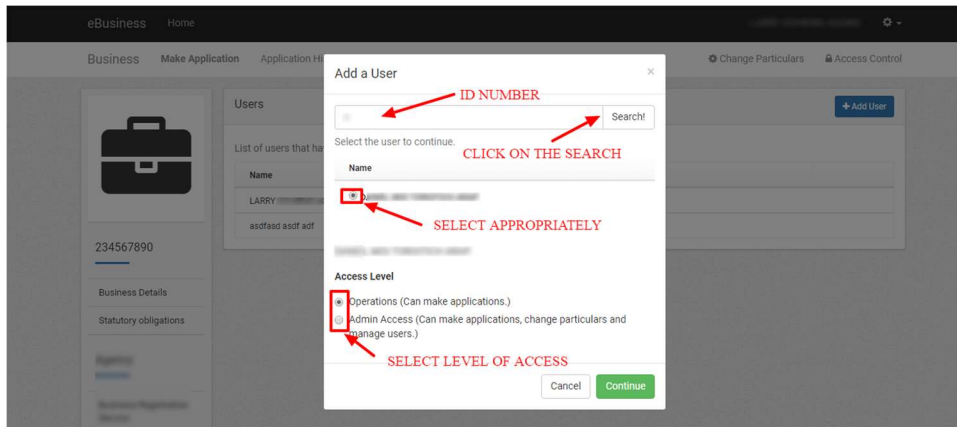 eBusiness Home
Business Make Application Application Hi
Change Particulars Access Control
Add a User ×
ID NUMBER
Search!
Select the user to continue.
CLICK ON THE SEARCH
Name
SELECT APPROPRIATELY
Access Level
Operations (Can make applications.)
Admin Access (Can make applications, change particulars and
manage users.)
SELECT LEVEL OF ACCESS
Cancel Continue
Users
+ Add User
List of users that ha
Name
LARRY
asdfasd asdf adf
234567890
Business Details
Statutory obligations